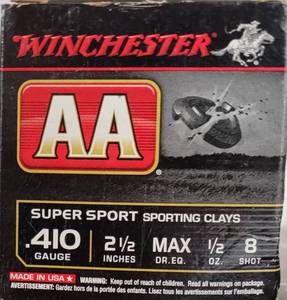 WINCHESTER
AA
®
SUPER SPORT SPORTING CLAYS
.410 2 1/2 MAX 1/2 8
GAUGE INCHES DR.EQ. OZ. SHOT
MADE IN USA ★ WARNING: Keep out of reach of children. Read all warnings on package.
AVERTISSEMENT: Gardez hors de la portée des enfants. Lisez tous les avertissements sur l'emballage.